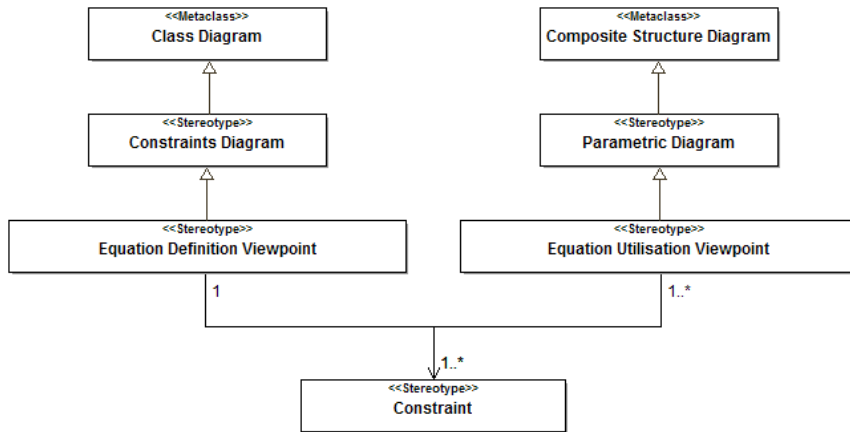 <<Metaclass>>
Class Diagram
<<Metaclass>>
Composite Structure Diagram
<<Stereotype>>
Constraints Diagram
<<Stereotype>>
Parametric Diagram
<<Stereotype>>
Equation Definition Viewpoint
<<Stereotype>>
Equation Utilisation Viewpoint
1
1..*
1..*
<<Stereotype>>
Constraint